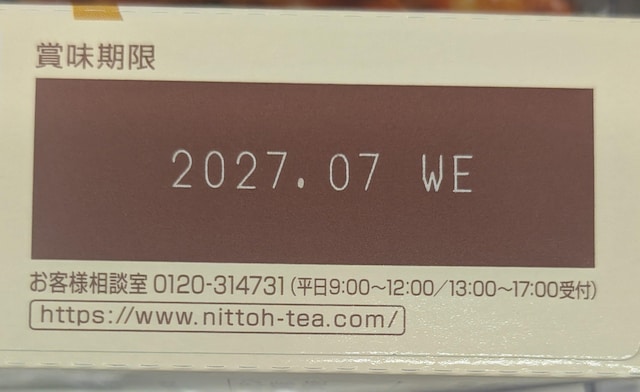 賞味期限
2027.07 WE
お客様相談室 0120-314731(平日9:00〜12:00/13:00〜17:00受付)
https://www.nittoh-tea.com/